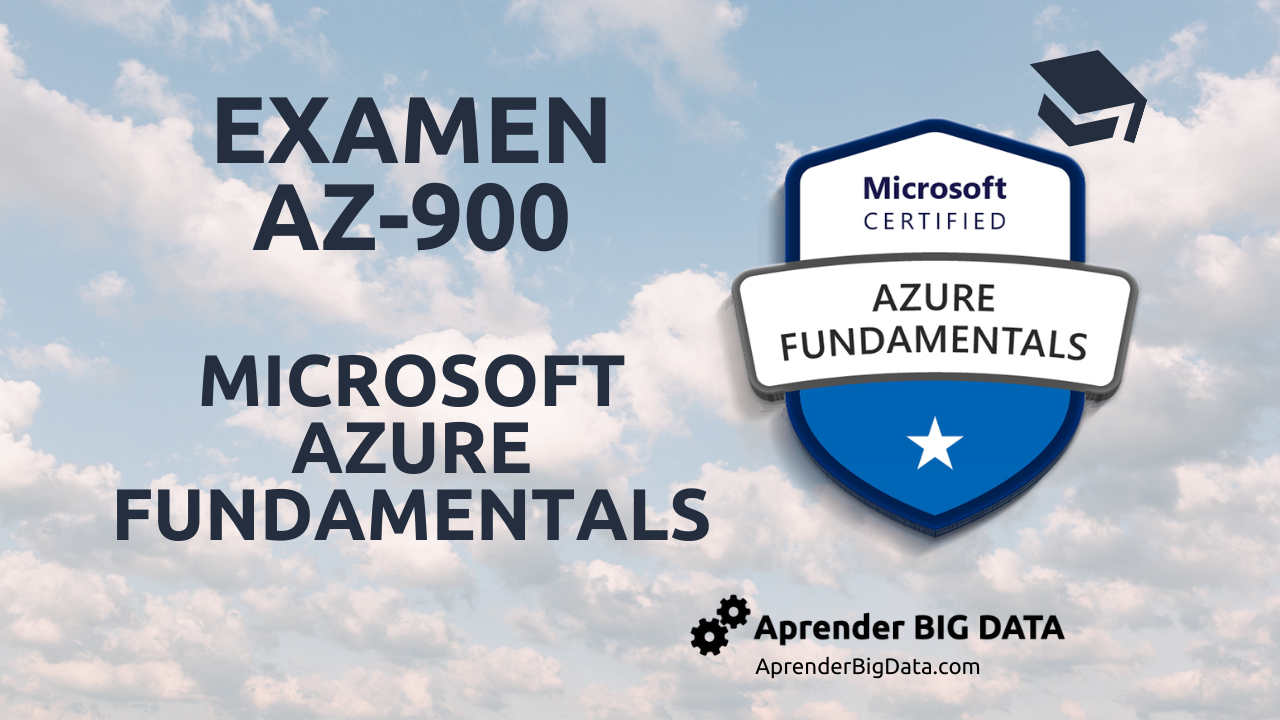 EXAMEN
AZ-900
MICROSOFT
AZURE
FUNDAMENTALS
Microsoft
CERTIFIED
AZURE
FUNDAMENTALS
Aprender BIG DATA
AprenderBigData.com